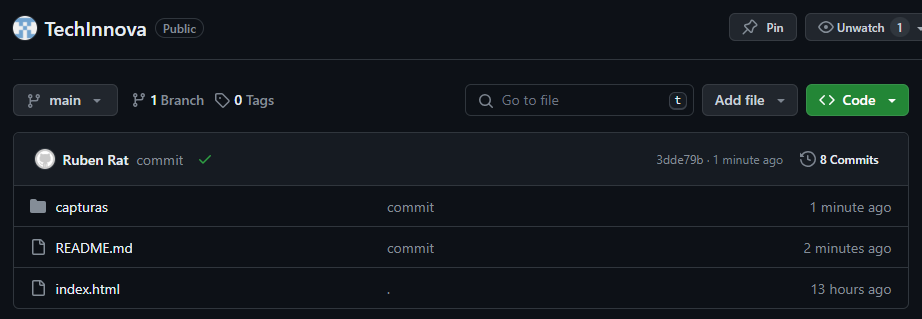 TechInnova Public Pin Unwatch 1
main 1 Branch 0 Tags Go to file t Add file Code
Ruben Rat commit 3dde79b · 1 minute ago 8 Commits
capturas commit 1 minute ago
README.md commit 2 minutes ago
index.html . 13 hours ago